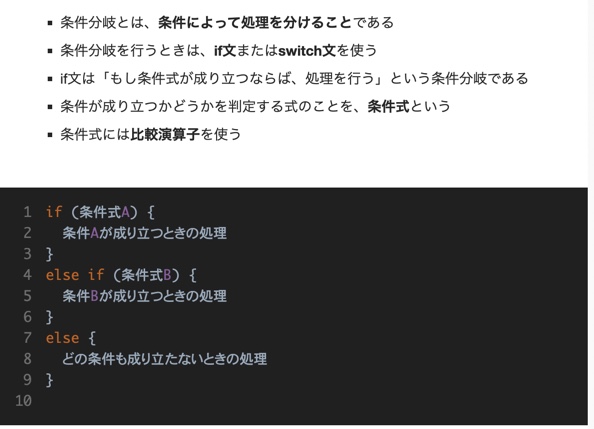 ▪ 条件分岐とは、条件によって処理を分けることである
▪ 条件分岐を行うときは、if文またはswitch文を使う
▪ if文は「もし条件式が成り立つならば、処理を行う」という条件分岐である
▪ 条件が成り立つかどうかを判定する式のことを、条件式という
▪ 条件式には比較演算子を使う
1 if (条件式A) {
2   条件Aが成り立つときの処理
3 }
4 else if (条件式B) {
5   条件Bが成り立つときの処理
6 }
7 else {
8   どの条件も成り立たないときの処理
9 }
10